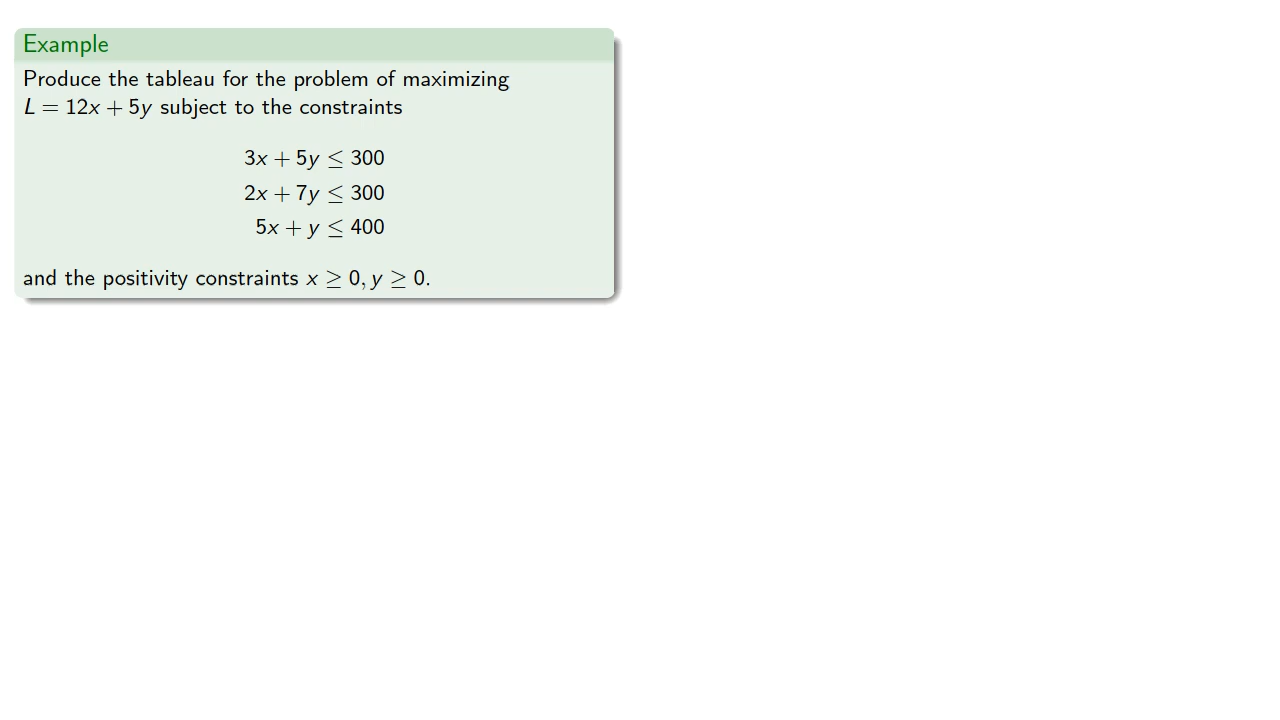 Example
Produce the tableau for the problem of maximizing
L = 12x + 5y subject to the constraints
3x + 5y ≤ 300
2x + 7y ≤ 300
5x + y ≤ 400
and the positivity constraints x ≥ 0, y ≥ 0.